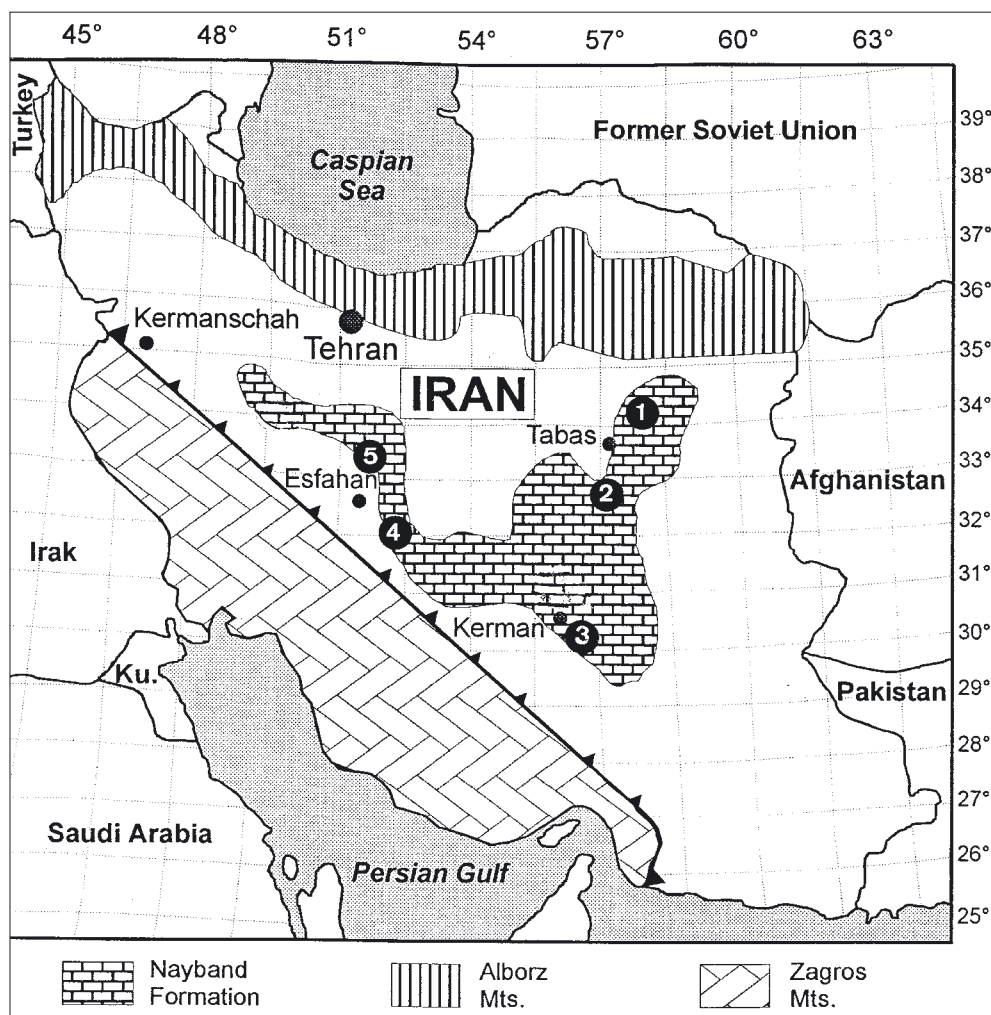 45° 48° 51° 54° 57° 60° 63°
Turkey
Caspian
Sea
Former Soviet Union
39°
38°
37°
36°
35°
34°
33°
32°
31°
30°
29°
28°
27°
26°
25°
Kermanschah
Tehran
IRAN
1
Tabas
5
Esfahan
2
Afghanistan
4
Irak
Kerman
3
Ku.
Pakistan
Saudi Arabia
Persian Gulf
Nayband
Formation
Alborz
Mts.
Zagros
Mts.